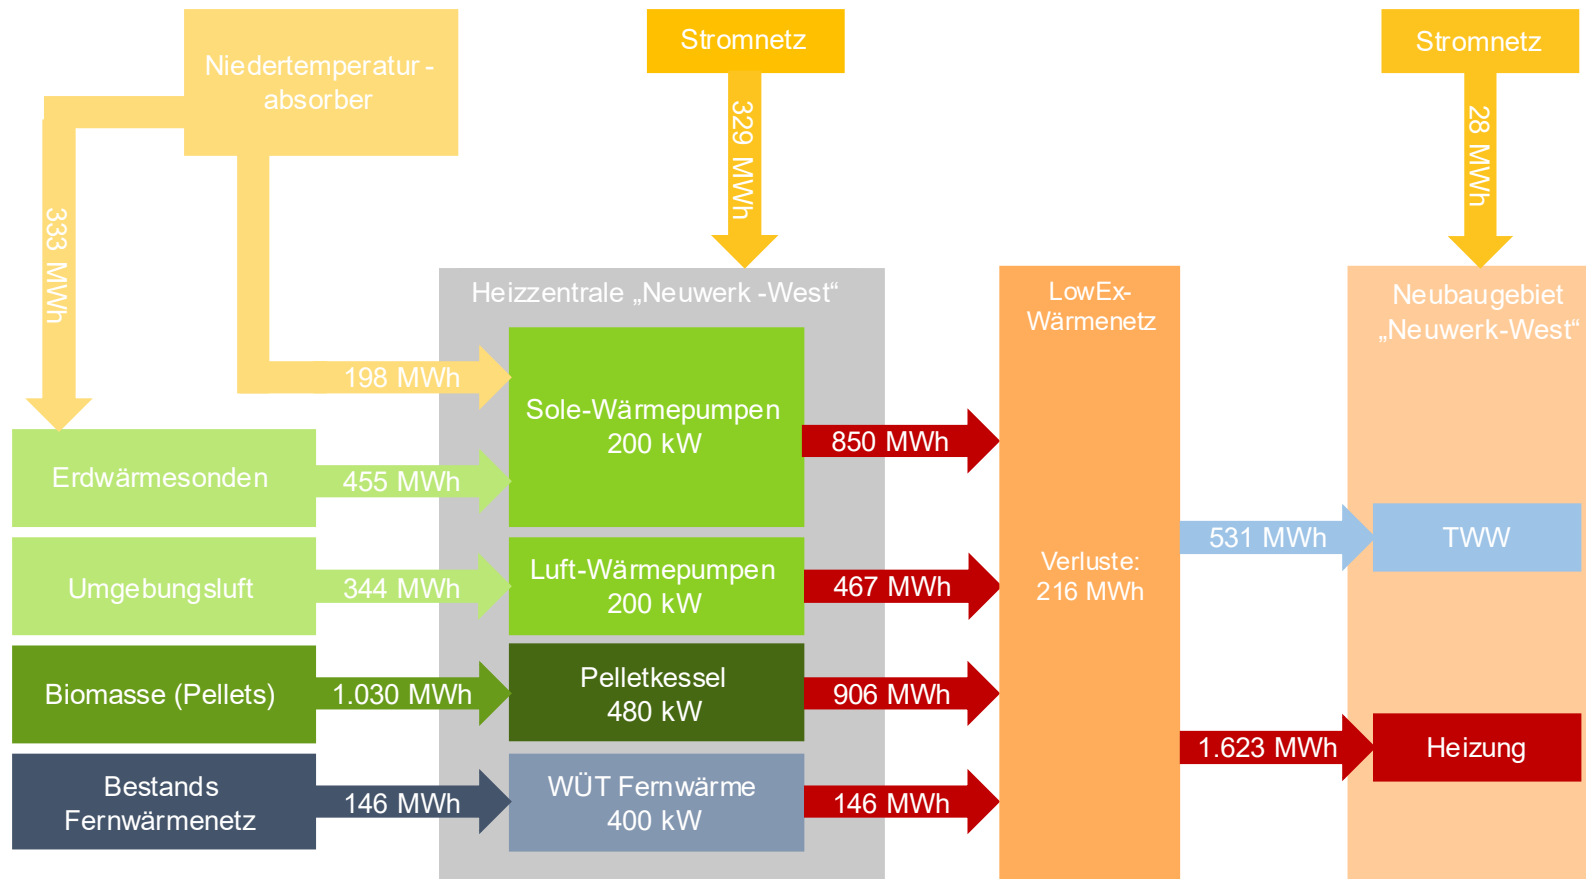 Niedertemperatur-
absorber
Stromnetz
Stromnetz
333 MWh
329 MWh
28 MWh
Heizzentrale „Neuwerk -West“
LowEx-
Wärmenetz
Neubaugebiet
„Neuwerk-West“
198 MWh
Sole-Wärmepumpen
200 kW
850 MWh
Erdwärmesonden
455 MWh
Umgebungsluft
344 MWh
Luft-Wärmepumpen
200 kW
467 MWh
Verluste:
216 MWh
531 MWh
TWW
Biomasse (Pellets)
1.030 MWh
Pelletkessel
480 kW
906 MWh
1.623 MWh
Heizung
Bestands
Fernwärmenetz
146 MWh
WÜT Fernwärme
400 kW
146 MWh